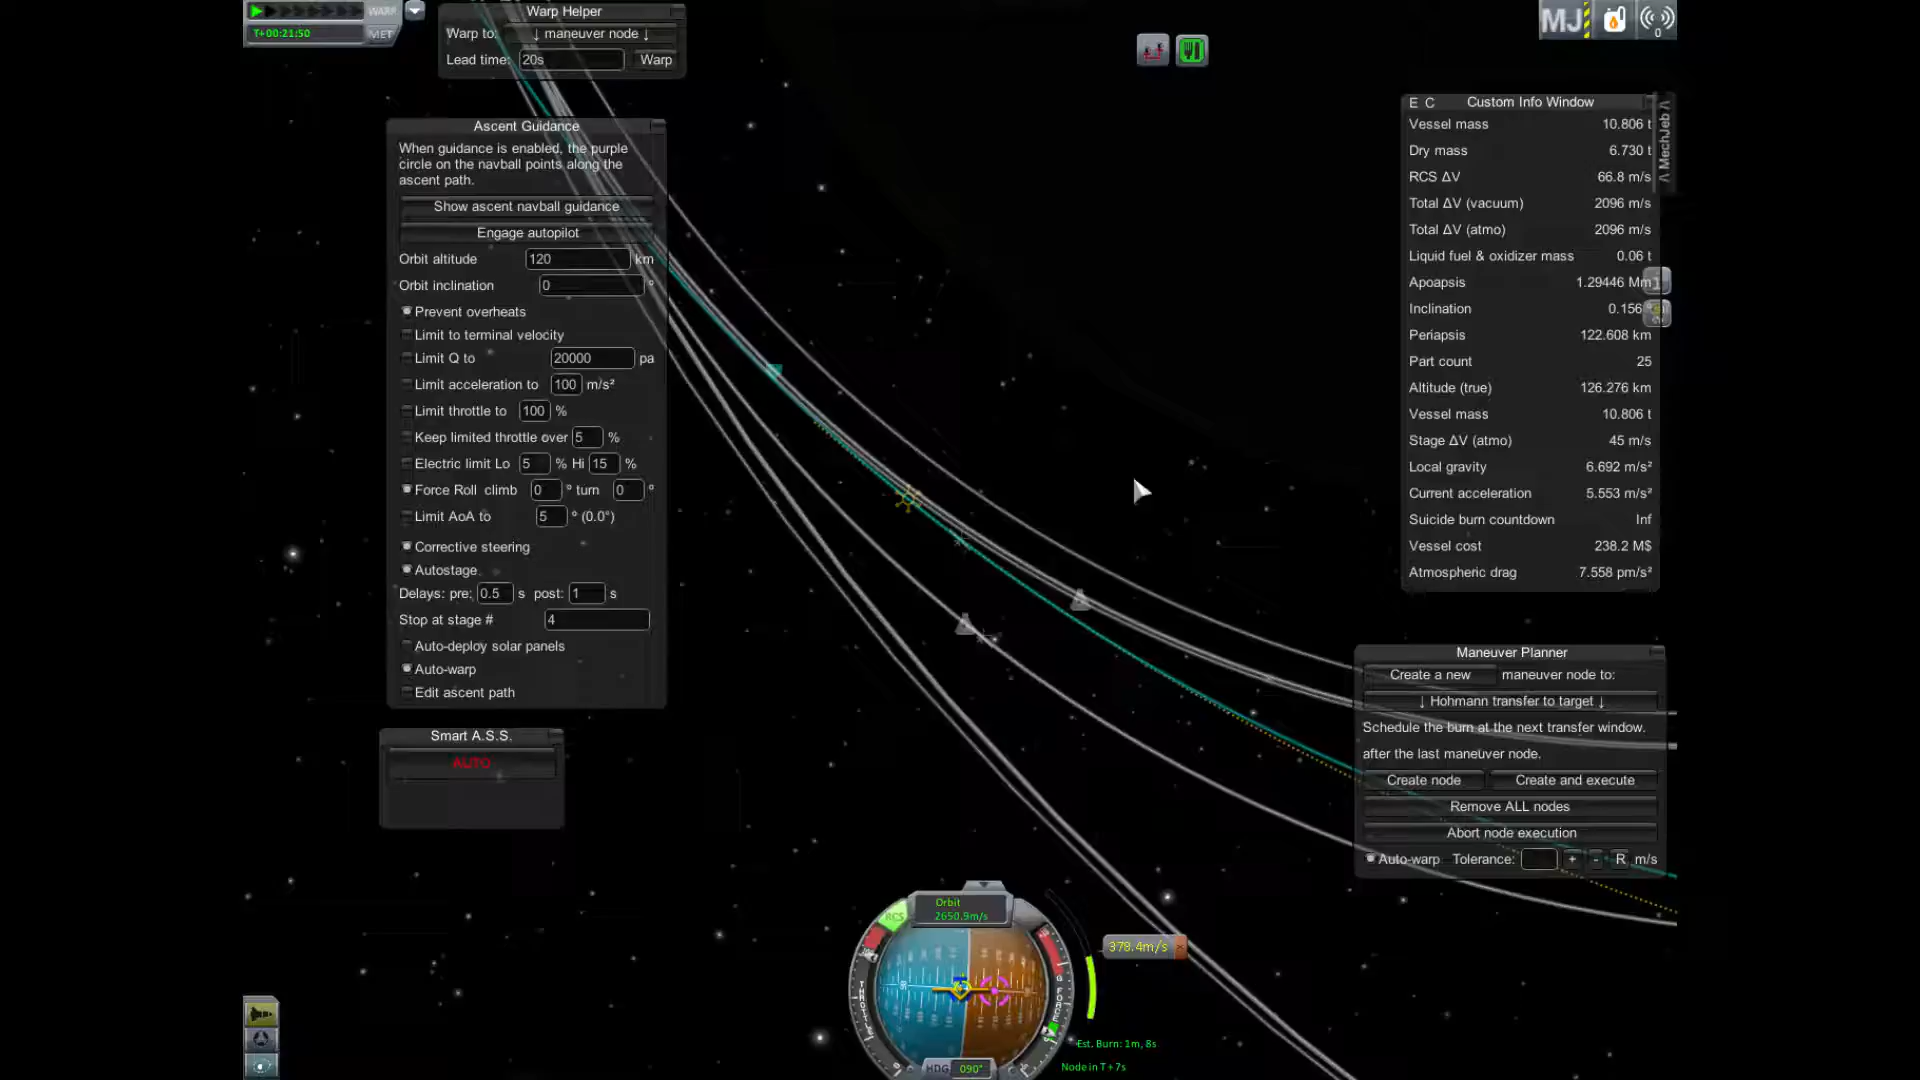 WARP
T+00:21:50
MET
Warp Helper
Warp to: ↓ maneuver node ↓
Lead time: 20s Warp
MJ
0
Ascent Guidance
When guidance is enabled, the purple
circle on the navball points along the
ascent path.
Show ascent navball guidance
Engage autopilot
Orbit altitude 120 km
Orbit inclination 0 °
Prevent overheats
Limit to terminal velocity
Limit Q to 20000 pa
Limit acceleration to 100 m/s²
Limit throttle to 100 %
Keep limited throttle over 5 %
Electric limit Lo 5 % Hi 15 %
Force Roll climb 0 ° turn 0 °
Limit AoA to 5 ° (0.0°)
Corrective steering
Autostage
Delays: pre: 0.5 s post: 1 s
Stop at stage # 4
Auto-deploy solar panels
Auto-warp
Edit ascent path
Smart A.S.S.
AUTO
E C Custom Info Window
Vessel mass 10.806 t
Dry mass 6.730 t
RCS ΔV 66.8 m/s
Total ΔV (vacuum) 2096 m/s
Total ΔV (atmo) 2096 m/s
Liquid fuel & oxidizer mass 0.06 t
Apoapsis 1.29446 Mm
Inclination 0.156
Periapsis 122.608 km
Part count 25
Altitude (true) 126.276 km
Vessel mass 10.806 t
Stage ΔV (atmo) 45 m/s
Local gravity 6.692 m/s²
Current acceleration 5.553 m/s²
Suicide burn countdown Inf
Vessel cost 238.2 M$
Atmospheric drag 7.558 pm/s²
/\ MechJeb /\
Maneuver Planner
Create a new maneuver node to:
↓ Hohmann transfer to target ↓
Schedule the burn at the next transfer window.
after the last maneuver node.
Create node Create and execute
Remove ALL nodes
Abort node execution
Auto-warp Tolerance: + - R m/s
Orbit
2650.9m/s
RCS
378.4m/s
THROTTLE
G FORCE
HDG 090°
Est. Burn: 1m, 8s
Node in T + 7s